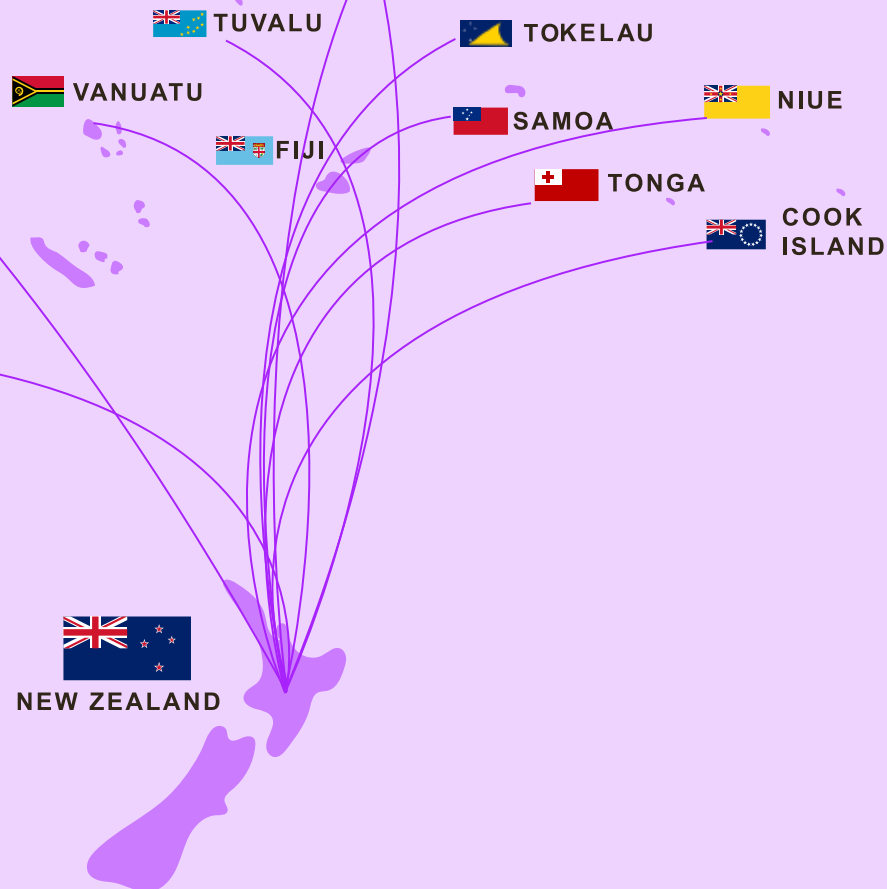 TUVALU
TOKELAU
VANUATU
NIUE
SAMOA
FIJI
TONGA
COOK
ISLAND
NEW ZEALAND